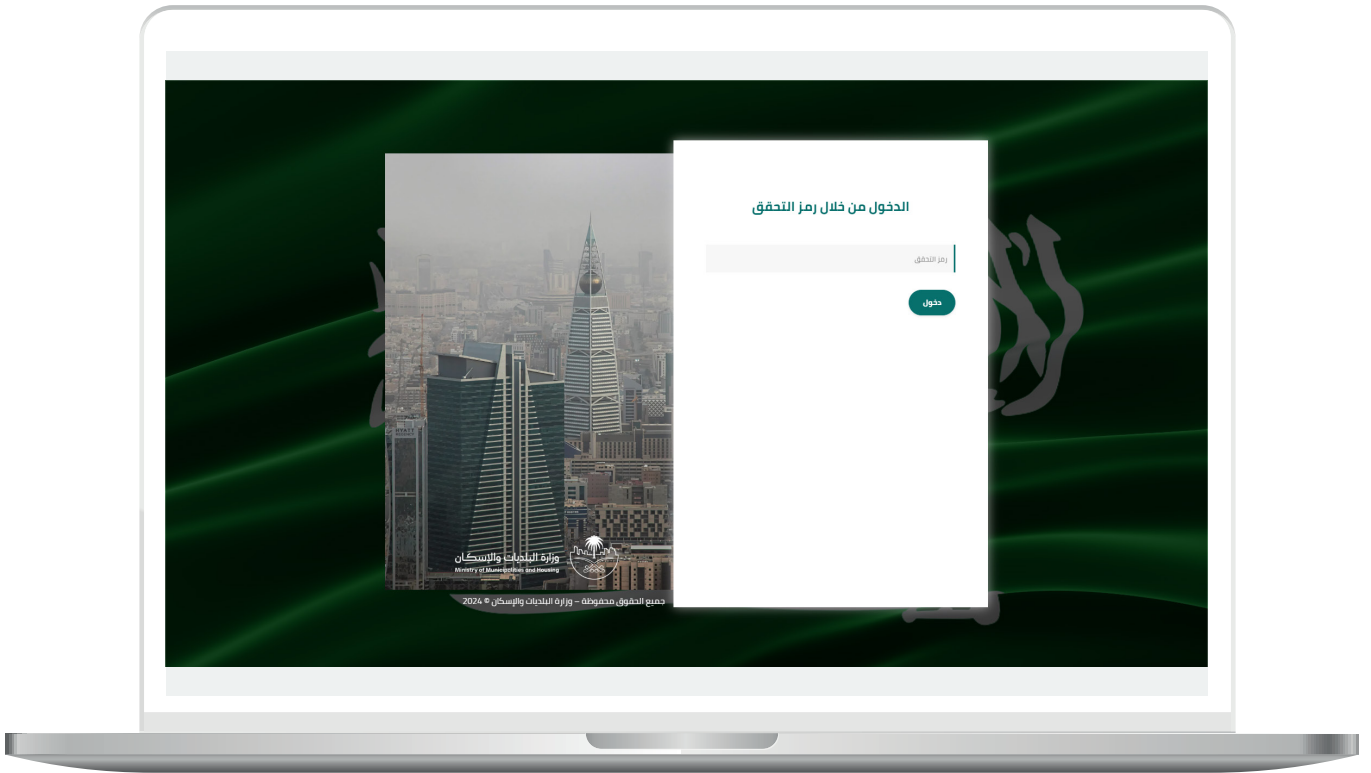 الدخول من خلال رمز التحقق
رمز التحقق
دخول
وزارة البلديات والإسكان
Ministry of Municipalities and Housing
جميع الحقوق محفوظة – وزارة البلديات والإسكان © 2024
HYATT